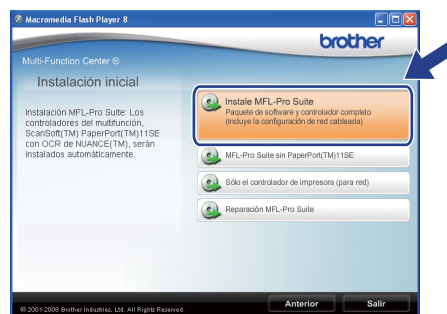 Macromedia Flash Player 8
brother
Multi-Function Center ®
Instalación inicial
Instalación MFL-Pro Suite: Los
controladores del multifunción,
ScanSoft(TM) PaperPort(TM)11SE
con OCR de NUANCE(TM), serán
instalados automáticamente.
Instale MFL-Pro Suite
Paquete de software y controlador completo
(Incluye la configuración de red cableada)
MFL-Pro Suite sin PaperPort(TM)11SE
Sólo el controlador de impresora (para red)
Reparación MFL-Pro Suite
© 2001-2008 Brother Industries, Ltd. All Rights Reserved.
Anterior
Salir